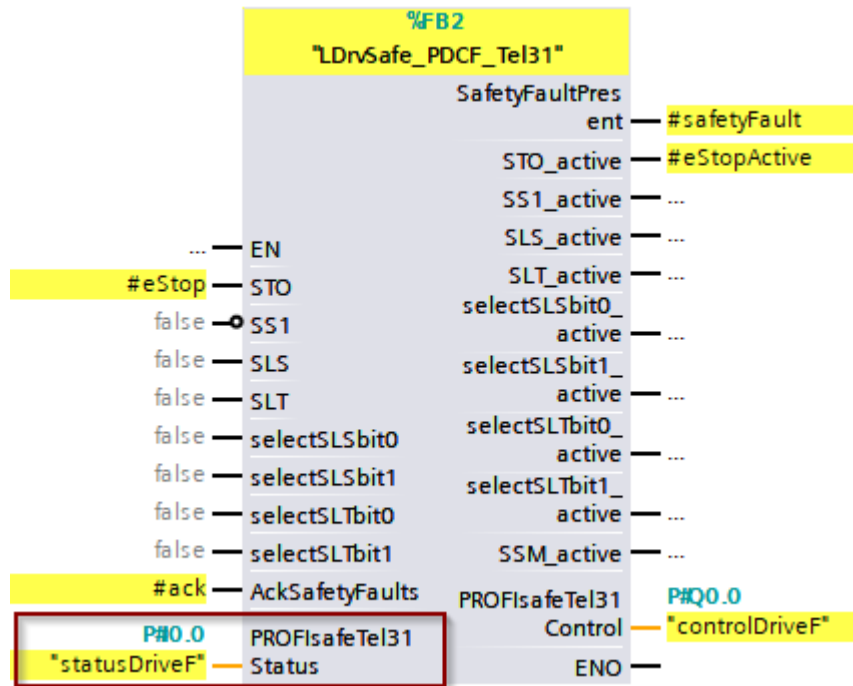 %FB2
"LDrvSafe_PDCF_Tel31"
SafetyFaultPres
ent
#safetyFault
STO_active
#eStopActive
SS1_active
...
SLS_active
...
...
EN
SLT_active
...
#eStop
STO
selectSLSbit0_
active
...
false
SS1
false
SLS
selectSLSbit1_
active
...
false
SLT
selectSLTbit0_
active
...
false
selectSLSbit0
false
selectSLSbit1
selectSLTbit1_
active
...
false
selectSLTbit0
false
selectSLTbit1
SSM_active
...
#ack
AckSafetyFaults
PROFIsafeTel31
Control
P#Q0.0
"controlDriveF"
P#I0.0
"statusDriveF"
PROFIsafeTel31
Status
ENO